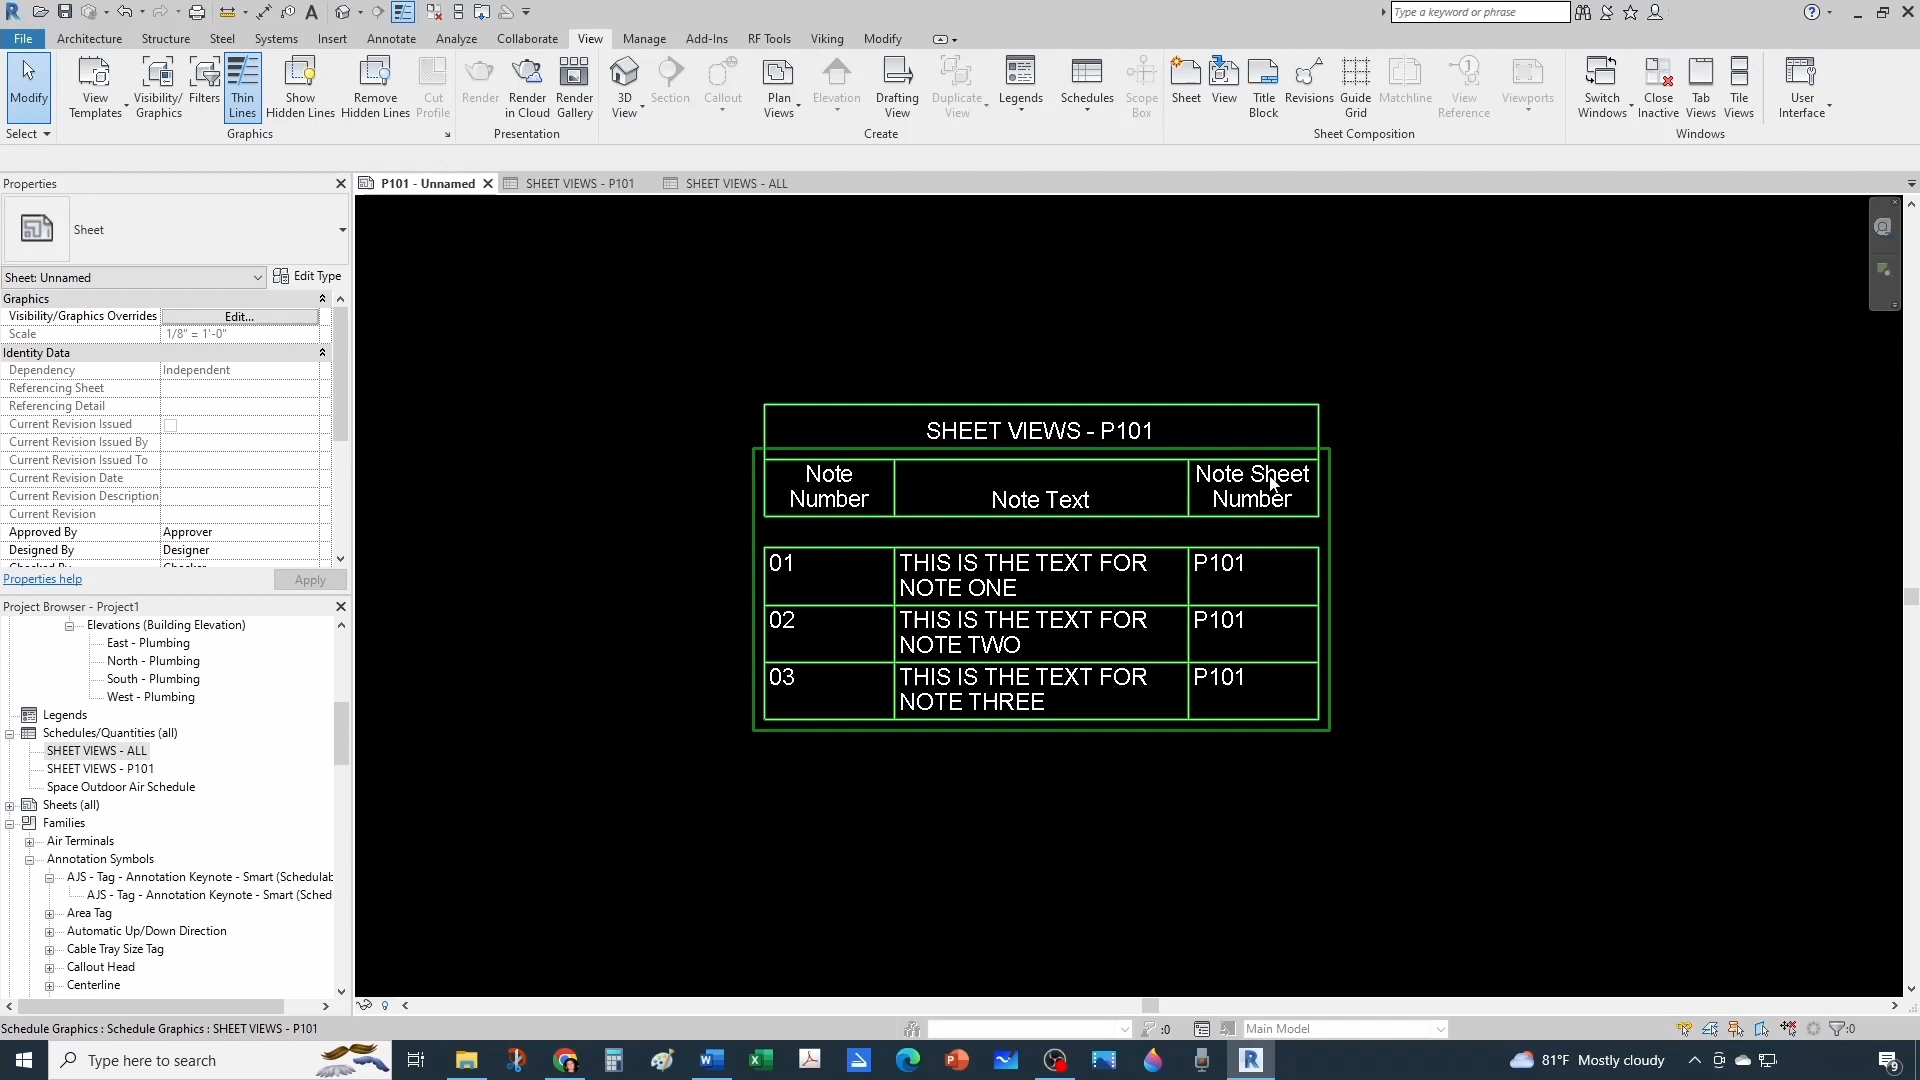 Type a keyword or phrase
File Architecture Structure Steel Systems Insert Annotate Analyze Collaborate View Manage Add-Ins RF Tools Viking Modify
Modify View Templates Visibility/ Graphics Filters Thin Lines Show Hidden Lines Remove Hidden Lines Cut Profile Render Render in Cloud Render Gallery 3D View Section Callout Plan Views Elevation Drafting View Duplicate View Legends Schedules Scope Box Sheet View Title Block Revisions Guide Grid Matchline View Reference Viewports Switch Windows Close Inactive Tab Views Tile Views User Interface
Select Graphics Presentation Create Sheet Composition Windows
Properties
P101 - Unnamed SHEET VIEWS - P101 SHEET VIEWS - ALL
Sheet
Sheet: Unnamed Edit Type
Graphics
Visibility/Graphics Overrides Edit...
Scale 1/8" = 1'-0"
Identity Data
Dependency Independent
Referencing Sheet
Referencing Detail
Current Revision Issued
Current Revision Issued By
Current Revision Issued To
Current Revision Date
Current Revision Description
Current Revision
Approved By Approver
Designed By Designer
Properties help Apply
Project Browser - Project1
Elevations (Building Elevation)
East - Plumbing
North - Plumbing
South - Plumbing
West - Plumbing
Legends
Schedules/Quantities (all)
SHEET VIEWS - ALL
SHEET VIEWS - P101
Space Outdoor Air Schedule
Sheets (all)
Families
Air Terminals
Annotation Symbols
AJS - Tag - Annotation Keynote - Smart (Schedulab
AJS - Tag - Annotation Keynote - Smart (Sched
Area Tag
Automatic Up/Down Direction
Cable Tray Size Tag
Callout Head
Centerline
SHEET VIEWS - P101
Note Number Note Text Note Sheet Number
01 THIS IS THE TEXT FOR NOTE ONE P101
02 THIS IS THE TEXT FOR NOTE TWO P101
03 THIS IS THE TEXT FOR NOTE THREE P101
Schedule Graphics : Schedule Graphics : SHEET VIEWS - P101
:0 Main Model :0
Type here to search
81°F Mostly cloudy
9